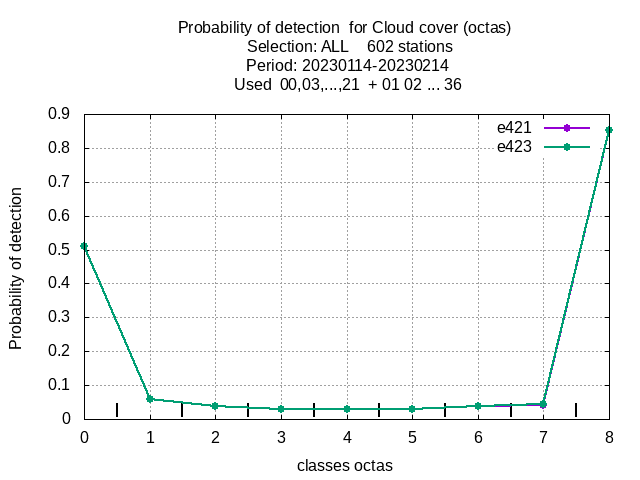 Probability of detection  for Cloud cover (octas)
Selection: ALL    602 stations
Period: 20230114-20230214
Used  00,03,...,21  + 01 02 ... 36
e421
e423
Probability of detection
0.9
0.8
0.7
0.6
0.5
0.4
0.3
0.2
0.1
0
0 1 2 3 4 5 6 7 8
classes octas